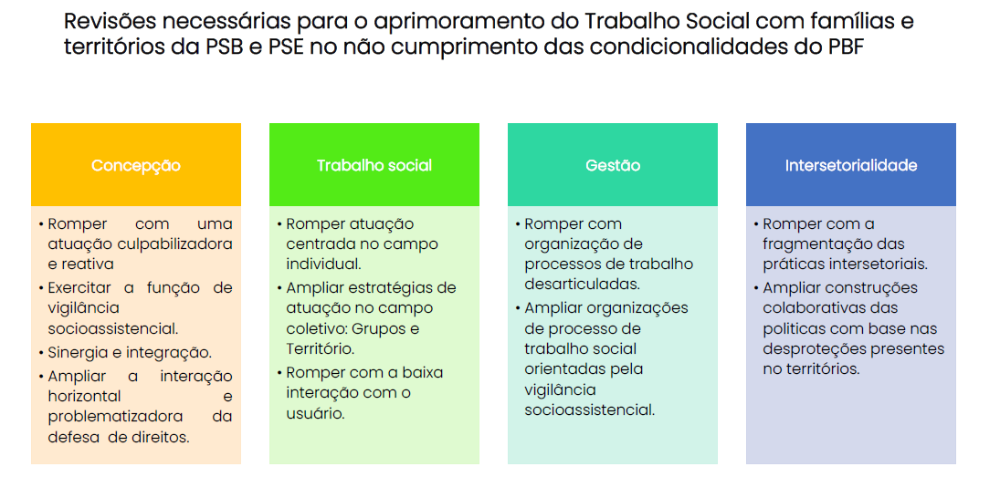 Revisões necessárias para o aprimoramento do Trabalho Social com famílias e
territórios da PSB e PSE no não cumprimento das condicionalidades do PBF
Concepção
• Romper com uma
atuação culpabilizadora
e reativa
• Exercitar a função de
vigilância
socioassistencial.
• Sinergia e integração.
• Ampliar a interação
horizontal e
problematizadora da
defesa de direitos.
Trabalho social
• Romper atuação
centrada no campo
individual.
• Ampliar estratégias de
atuação no campo
coletivo: Grupos e
Território.
• Romper com a baixa
interação com o
usuário.
Gestão
• Romper com
organização de
processos de trabalho
desarticuladas.
• Ampliar organizações
de processo de
trabalho social
orientadas pela
vigilância
socioassistencial.
Intersetorialidade
• Romper com a
fragmentação das
práticas intersetoriais.
• Ampliar construções
colaborativas das
politicas com base nas
desproteções presentes
no territórios.